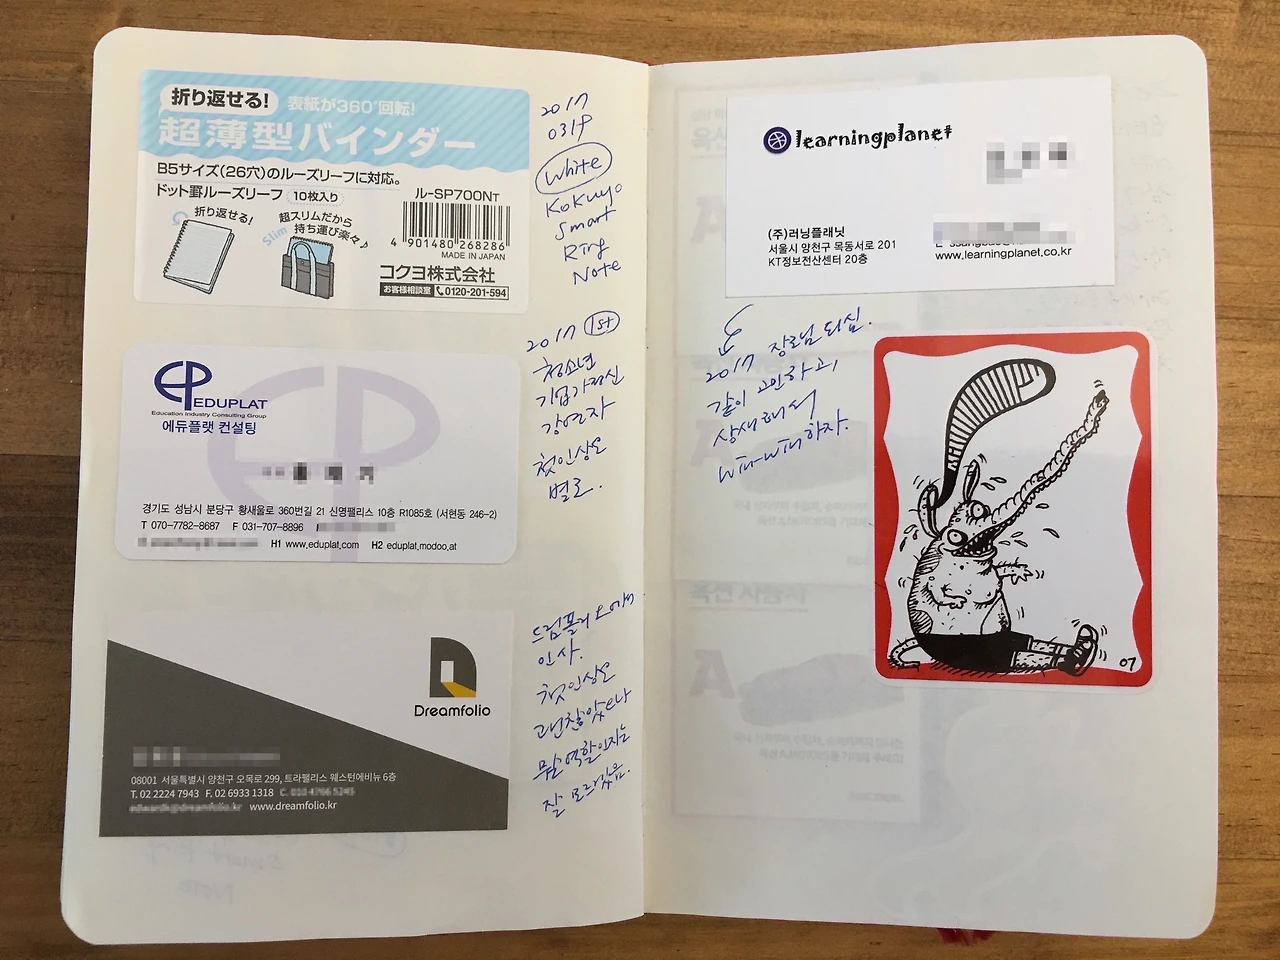 折り返せる! 表紙が360°回転!
超薄型バインダー
B5サイズ(26穴)のルーズリーフに対応。
ドット罫ルーズリーフ 10枚入り
ル-SP700NT
折り返せる!
Slim
超スリムだから
持ち運び楽々♪
4 901480 268286
MADE IN JAPAN
コクヨ株式会社
お客様相談室 0120-201-594
2017
0319
White
Kokuyo
Smart
Ring
Note
EP EDUPLAT
Education Industry Consulting Group
에듀플랫 컨설팅
경기도 성남시 분당구 황새울로 360번길 21 신영팰리스 10층 R1085호 (서현동 246-2)
T 070-7782-8687 F 031-707-8896
H1 www.eduplat.com H2 eduplat.modoo.at
2017 1st
청소년
기업가정신
강연자
첫인상은
별로.
Dreamfolio
08001 서울특별시 양천구 오목로 299, 트라팰리스 웨스턴에비뉴 6층
T. 02 2224 7943 F. 02 6933 1318
www.dreamfolio.kr
인사.
첫인상은
괜찮았으나
무슨 역할인지는
잘 모르겠음.
learningplanet
(주)러닝플래닛
서울시 양천구 목동서로 201
KT정보전산센터 20층
www.learningplanet.co.kr
2017 장로님 되심.
같이 고민하고,
상생해서
win-win하자.
07